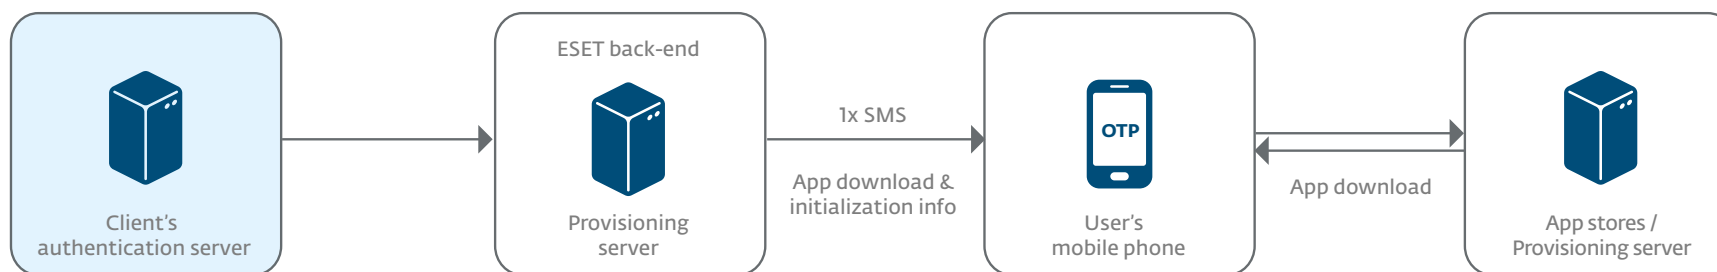 Client's
authentication server
ESET back-end
Provisioning
server
1x SMS
App download &
initialization info
OTP
User's
mobile phone
App download
App stores /
Provisioning server